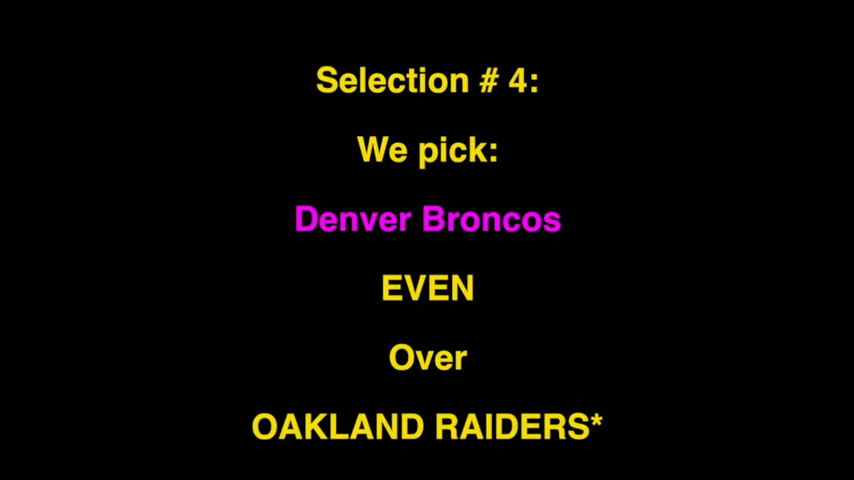 Selection # 4:
We pick:
Denver Broncos
EVEN
Over
OAKLAND RAIDERS*